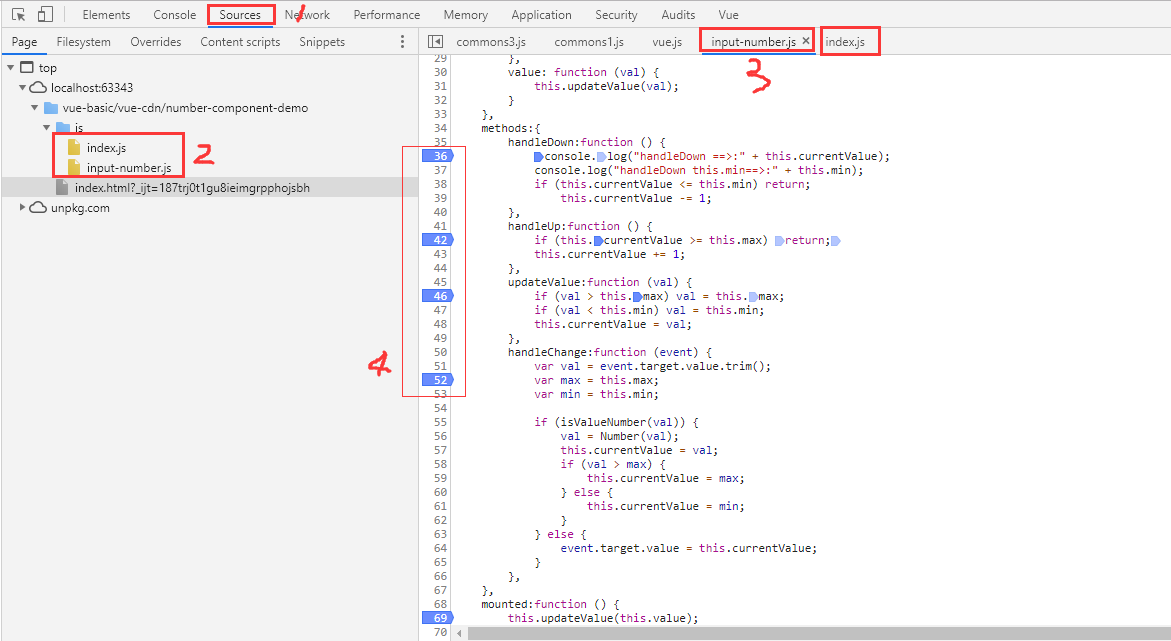 Elements Console Sources Network Performance Memory Application Security Audits Vue
1
Page Filesystem Overrides Content scripts Snippets
commons3.js commons1.js vue.js input-number.js × index.js
3
top
localhost:63343
vue-basic/vue-cdn/number-component-demo
js
index.js
input-number.js
2
index.html?_ijt=187trj0t1gu8ieimgrpphojsbh
unpkg.com
4
29 },
30 value: function (val) {
31 this.updateValue(val);
32 }
33 },
34 methods:{
35 handleDown:function () {
36 console.log("handleDown ==>:" + this.currentValue);
37 console.log("handleDown this.min==>:" + this.min);
38 if (this.currentValue <= this.min) return;
39 this.currentValue -= 1;
40 },
41 handleUp:function () {
42 if (this.currentValue >= this.max) return;
43 this.currentValue += 1;
44 },
45 updateValue:function (val) {
46 if (val > this.max) val = this.max;
47 if (val < this.min) val = this.min;
48 this.currentValue = val;
49 },
50 handleChange:function (event) {
51 var val = event.target.value.trim();
52 var max = this.max;
53 var min = this.min;
54
55 if (isValueNumber(val)) {
56 val = Number(val);
57 this.currentValue = val;
58 if (val > max) {
59 this.currentValue = max;
60 } else {
61 this.currentValue = min;
62 }
63 } else {
64 event.target.value = this.currentValue;
65 }
66 },
67 },
68 mounted:function () {
69 this.updateValue(this.value);
70